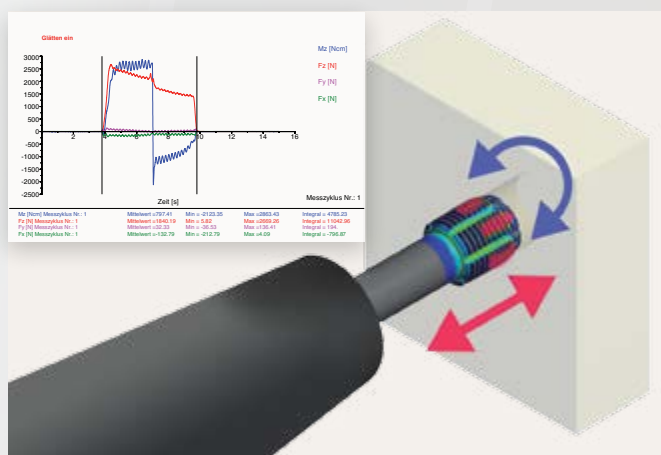 Glätten ein
Mz [Ncm]
Fz [N]
Fy [N]
Fx [N]
3000
2500
2000
1500
1000
500
0
-500
-1000
-1500
-2000
-2500
2 4 6 8 10 12 14 16
Zeit [s]
Messzyklus Nr.: 1
Mz [Ncm] Messzyklus Nr.: 1 Mittelwert =797.41 Min = -2123.35 Max =2863.43 Integral = 4785.23
Fz [N] Messzyklus Nr.: 1 Mittelwert =1840.19 Min = 5.82 Max =2669.26 Integral = 11042.96
Fy [N] Messzyklus Nr.: 1 Mittelwert =32.33 Min = -36.53 Max =136.41 Integral = 194.
Fx [N] Messzyklus Nr.: 1 Mittelwert =-132.79 Min = -212.79 Max =4.09 Integral = -796.87